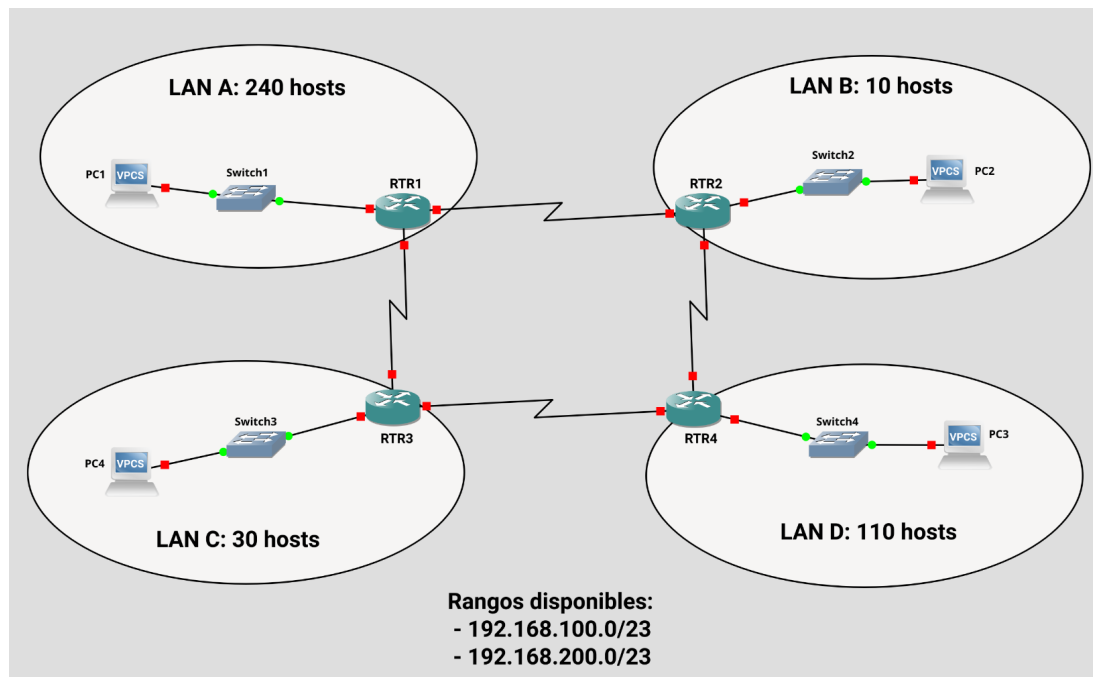 LAN A: 240 hosts
PC1
VPCS
Switch1
RTR1
LAN B: 10 hosts
Switch2
VPCS
PC2
RTR2
Switch3
RTR3
PC4
VPCS
LAN C: 30 hosts
RTR4
Switch4
VPCS
PC3
LAN D: 110 hosts
Rangos disponibles:
- 192.168.100.0/23
- 192.168.200.0/23